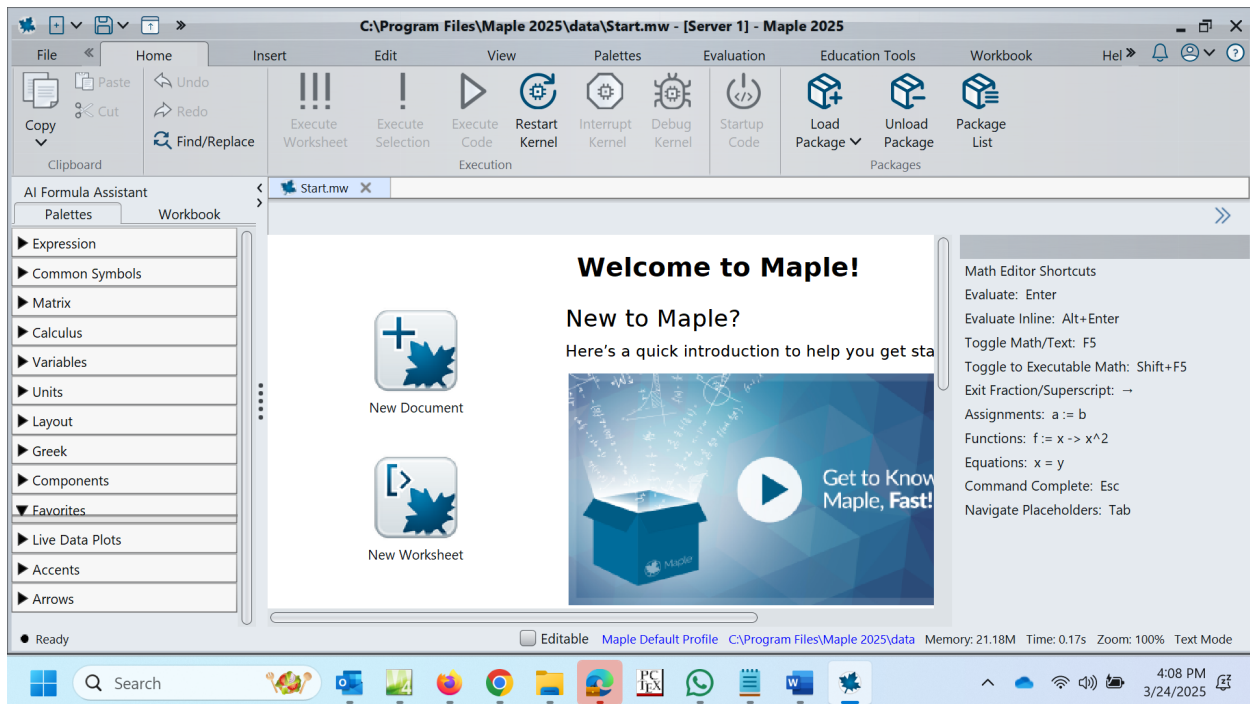 C:\Program Files\Maple 2025\data\Start.mw - [Server 1] - Maple 2025
File Home Insert Edit View Palettes Evaluation Education Tools Workbook Hel
Copy
Paste
Cut
Clipboard
Undo
Redo
Find/Replace
Execute Worksheet
Execute Selection
Execute Code
Restart Kernel
Interrupt Kernel
Debug Kernel
Execution
Startup Code
Load Package
Unload Package
Package List
Packages
AI Formula Assistant
Palettes Workbook
Expression
Common Symbols
Matrix
Calculus
Variables
Units
Layout
Greek
Components
Favorites
Live Data Plots
Accents
Arrows
Start.mw
New Document
New Worksheet
Welcome to Maple!
New to Maple?
Here's a quick introduction to help you get sta
Get to Know
Maple, Fast!
Maple
Math Editor Shortcuts
Evaluate: Enter
Evaluate Inline: Alt+Enter
Toggle Math/Text: F5
Toggle to Executable Math: Shift+F5
Exit Fraction/Superscript: →
Assignments: a := b
Functions: f := x -> x^2
Equations: x = y
Command Complete: Esc
Navigate Placeholders: Tab
Ready
Editable Maple Default Profile C:\Program Files\Maple 2025\data Memory: 21.18M Time: 0.17s Zoom: 100% Text Mode
Search
PC
TEX
4:08 PM
3/24/2025